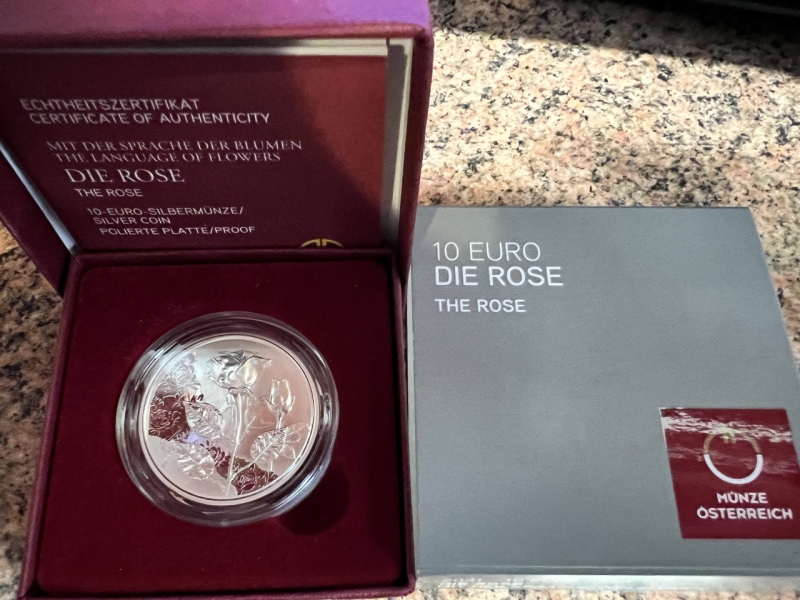 ECHTHEITSZERTIFIKAT
CERTIFICATE OF AUTHENTICITY
MIT DER SPRACHE DER BLUMEN
THE LANGUAGE OF FLOWERS
DIE ROSE
THE ROSE
10-EURO-SILBERMÜNZE/
SILVER COIN
POLIERTE PLATTE/PROOF
10 EURO
DIE ROSE
THE ROSE
MÜNZE
ÖSTERREICH